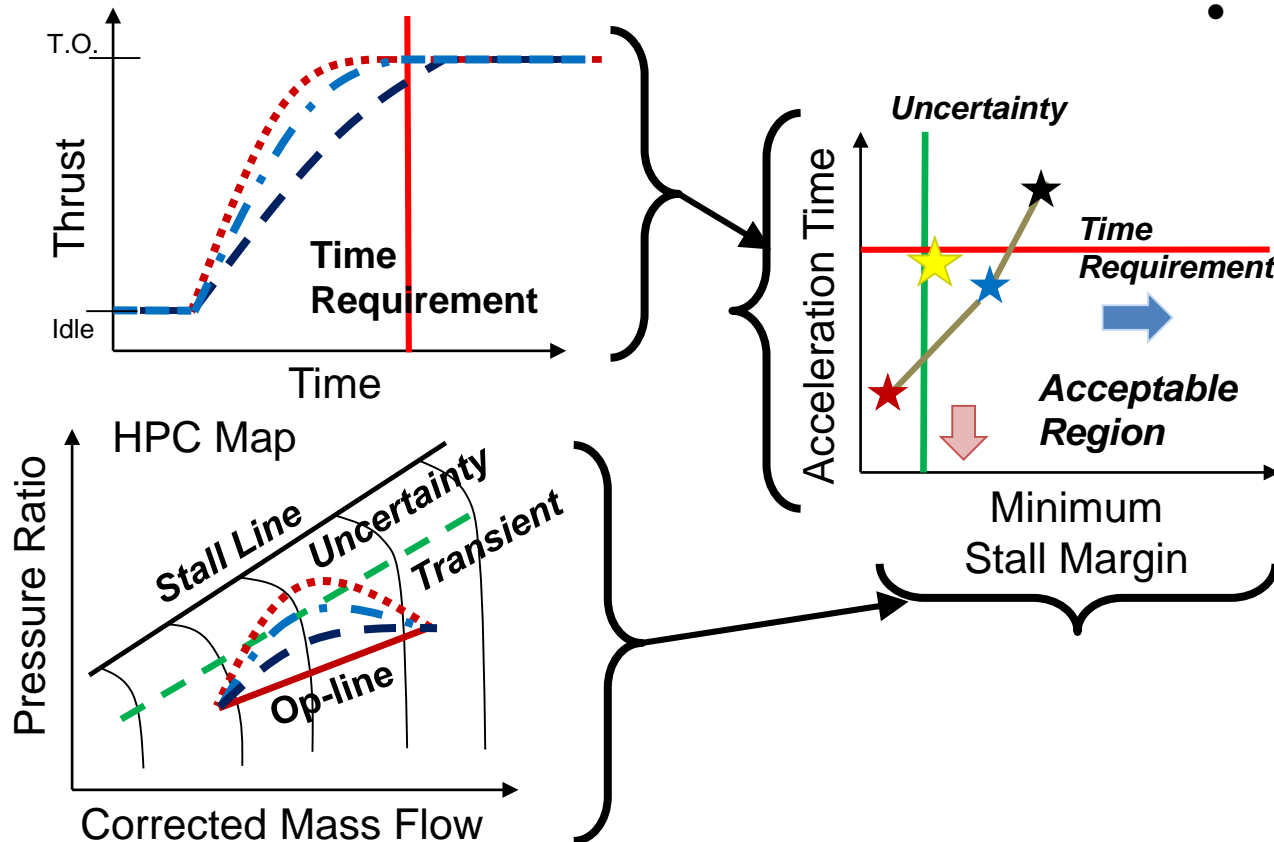 •
T.O.
Thrust
Idle
Time
Requirement
Time
HPC Map
Pressure Ratio
Stall Line
Uncertainty
Transient
Op-line
Corrected Mass Flow
Uncertainty
Acceleration Time
Time
Requirement
Acceptable
Region
Minimum
Stall Margin